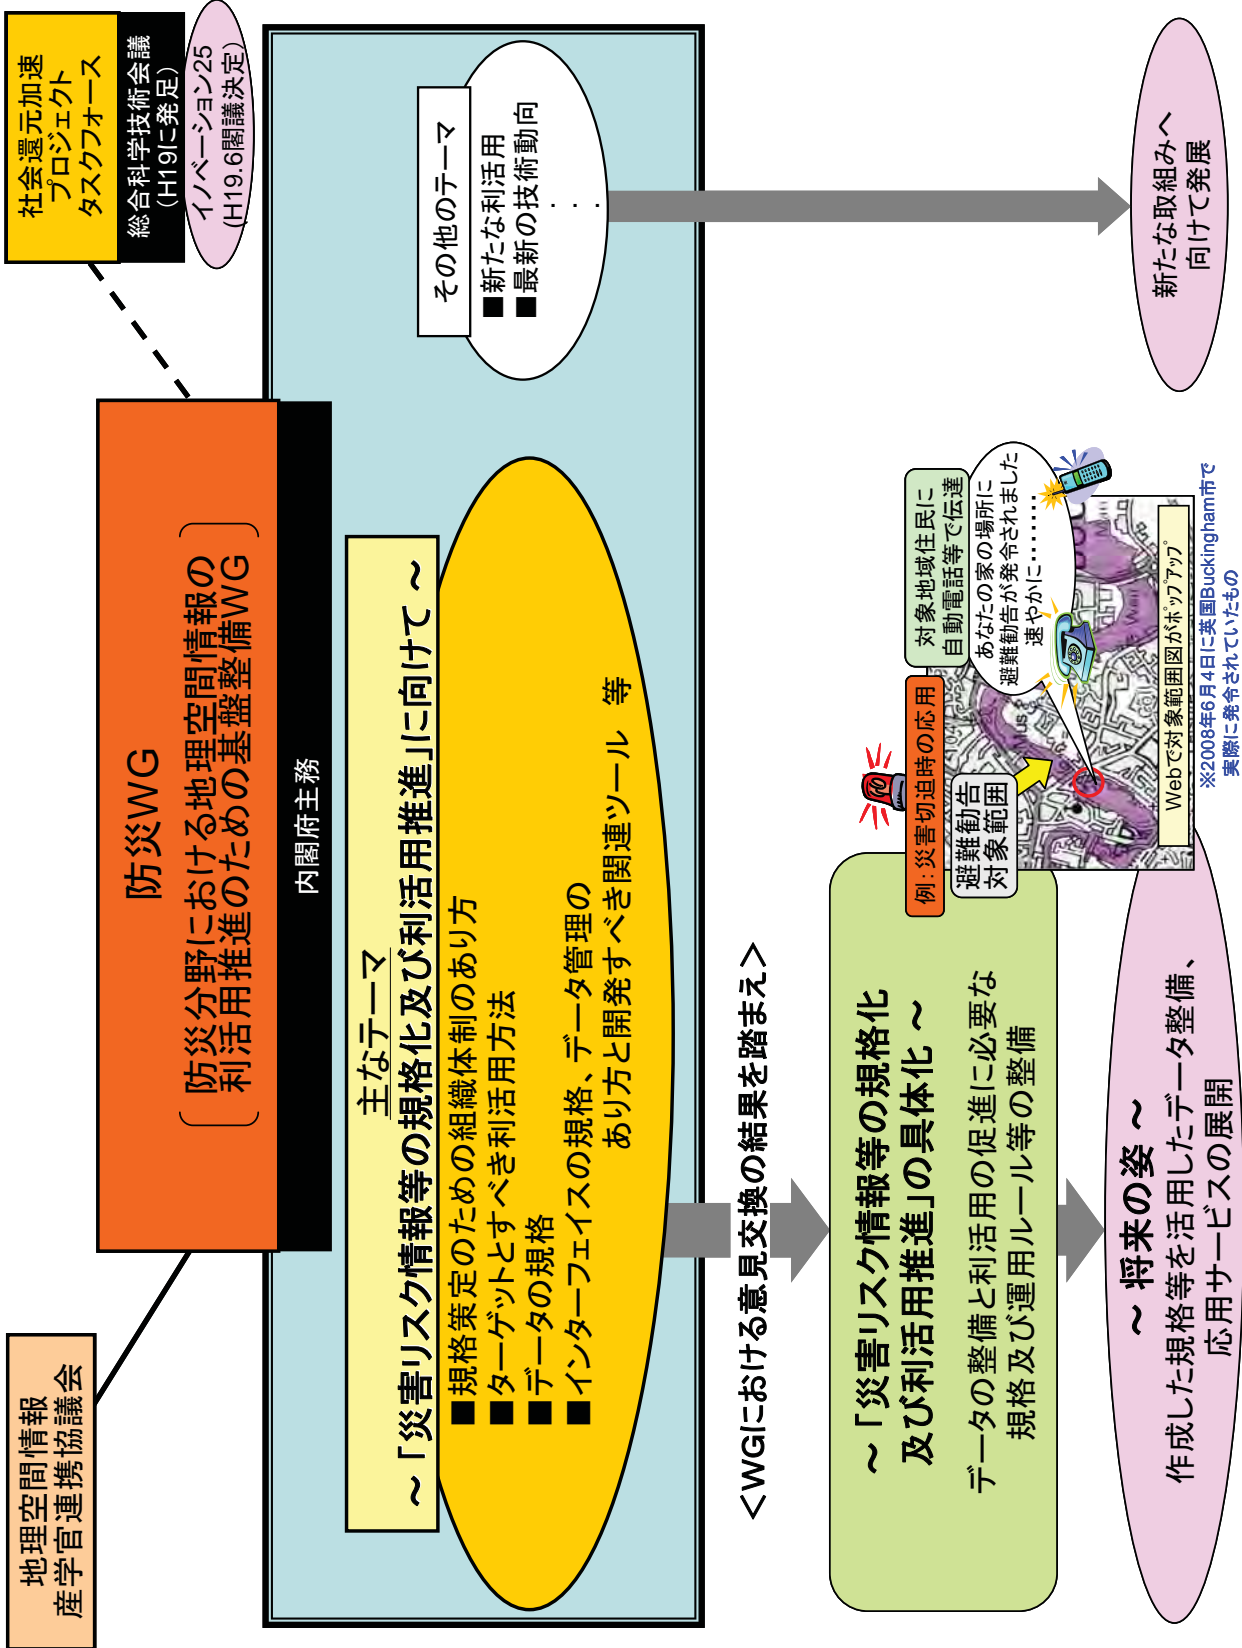 地理空間情報
産学官連携協議会
社会還元加速
プロジェクト
タスクフォース
総合科学技術会議
(H19に発足)
イノベーション25
(H19.6閣議決定)
防災WG
防災分野における地理空間情報の
利活用推進のための基盤整備WG
内閣府主務
主なテーマ
～「災害リスク情報等の規格化及び利活用推進」に向けて～
■規格策定のための組織体制のあり方
■ターゲットとすべき利活用方法
■データの規格
■インターフェイスの規格、データ管理の
あり方と開発すべき関連ツール 等
その他のテーマ
■新たな利活用
■最新の技術動向
・・・
＜WGにおける意見交換の結果を踏まえ＞
～「災害リスク情報等の規格化
及び利活用推進」の具体化～
データの整備と利活用の促進に必要な
規格及び運用ルール等の整備
例：災害切迫時の応用
避難勧告
対象範囲
対象地域住民に
自動電話等で伝達
あなたの家の場所に
避難勧告が発令されました
速やかに・・・・・・・・
Webで対象範囲図がポップアップ
※2008年6月4日に英国Buckingham市で
実際に発令されていたもの
～ 将来の姿 ～
作成した規格等を活用したデータ整備、
応用サービスの展開
新たな取組みへ
向けて発展